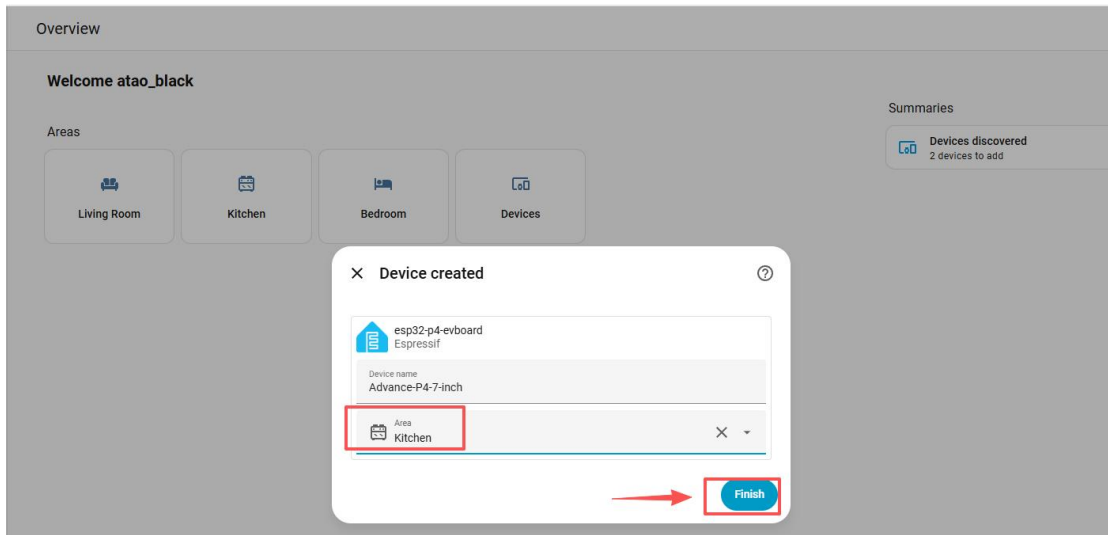 Overview
Welcome atao_black
Summaries
Areas
Devices discovered
2 devices to add
Living Room
Kitchen
Bedroom
Devices
Device created
esp32-p4-evboard
Espressif
Device name
Advance-P4-7-inch
Area
Kitchen
Finish